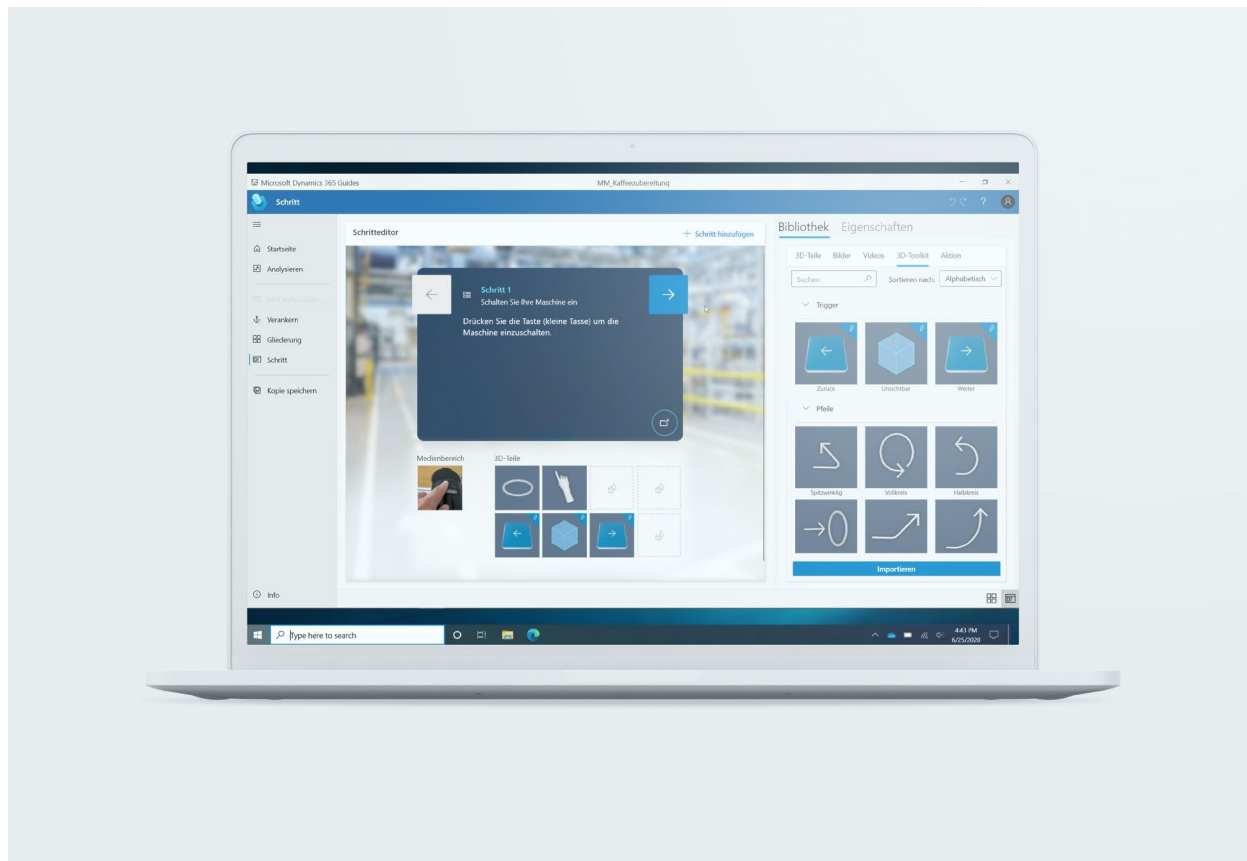 Microsoft Dynamics 365 Guides
MM_Kaffeezubereitung
Schritt
Startseite
Analysieren
Verankern
Gliederung
Schritt
Kopie speichern
Info
Schritteditor
Schritt hinzufügen
Schritt 1
Schalten Sie Ihre Maschine ein
Drücken Sie die Taste (kleine Tasse) um die
Maschine einzuschalten.
Medienbereich
3D-Teile
Bibliothek Eigenschaften
3D-Teile Bilder Videos 3D-Toolkit Aktion
Suchen
Sortieren nach: Alphabetisch
Trigger
Zurück Unsichtbar Weiter
Pfeile
Spitzwinklig Vollkreis Halbkreis
Importieren
Type here to search
4:43 PM
6/25/2020